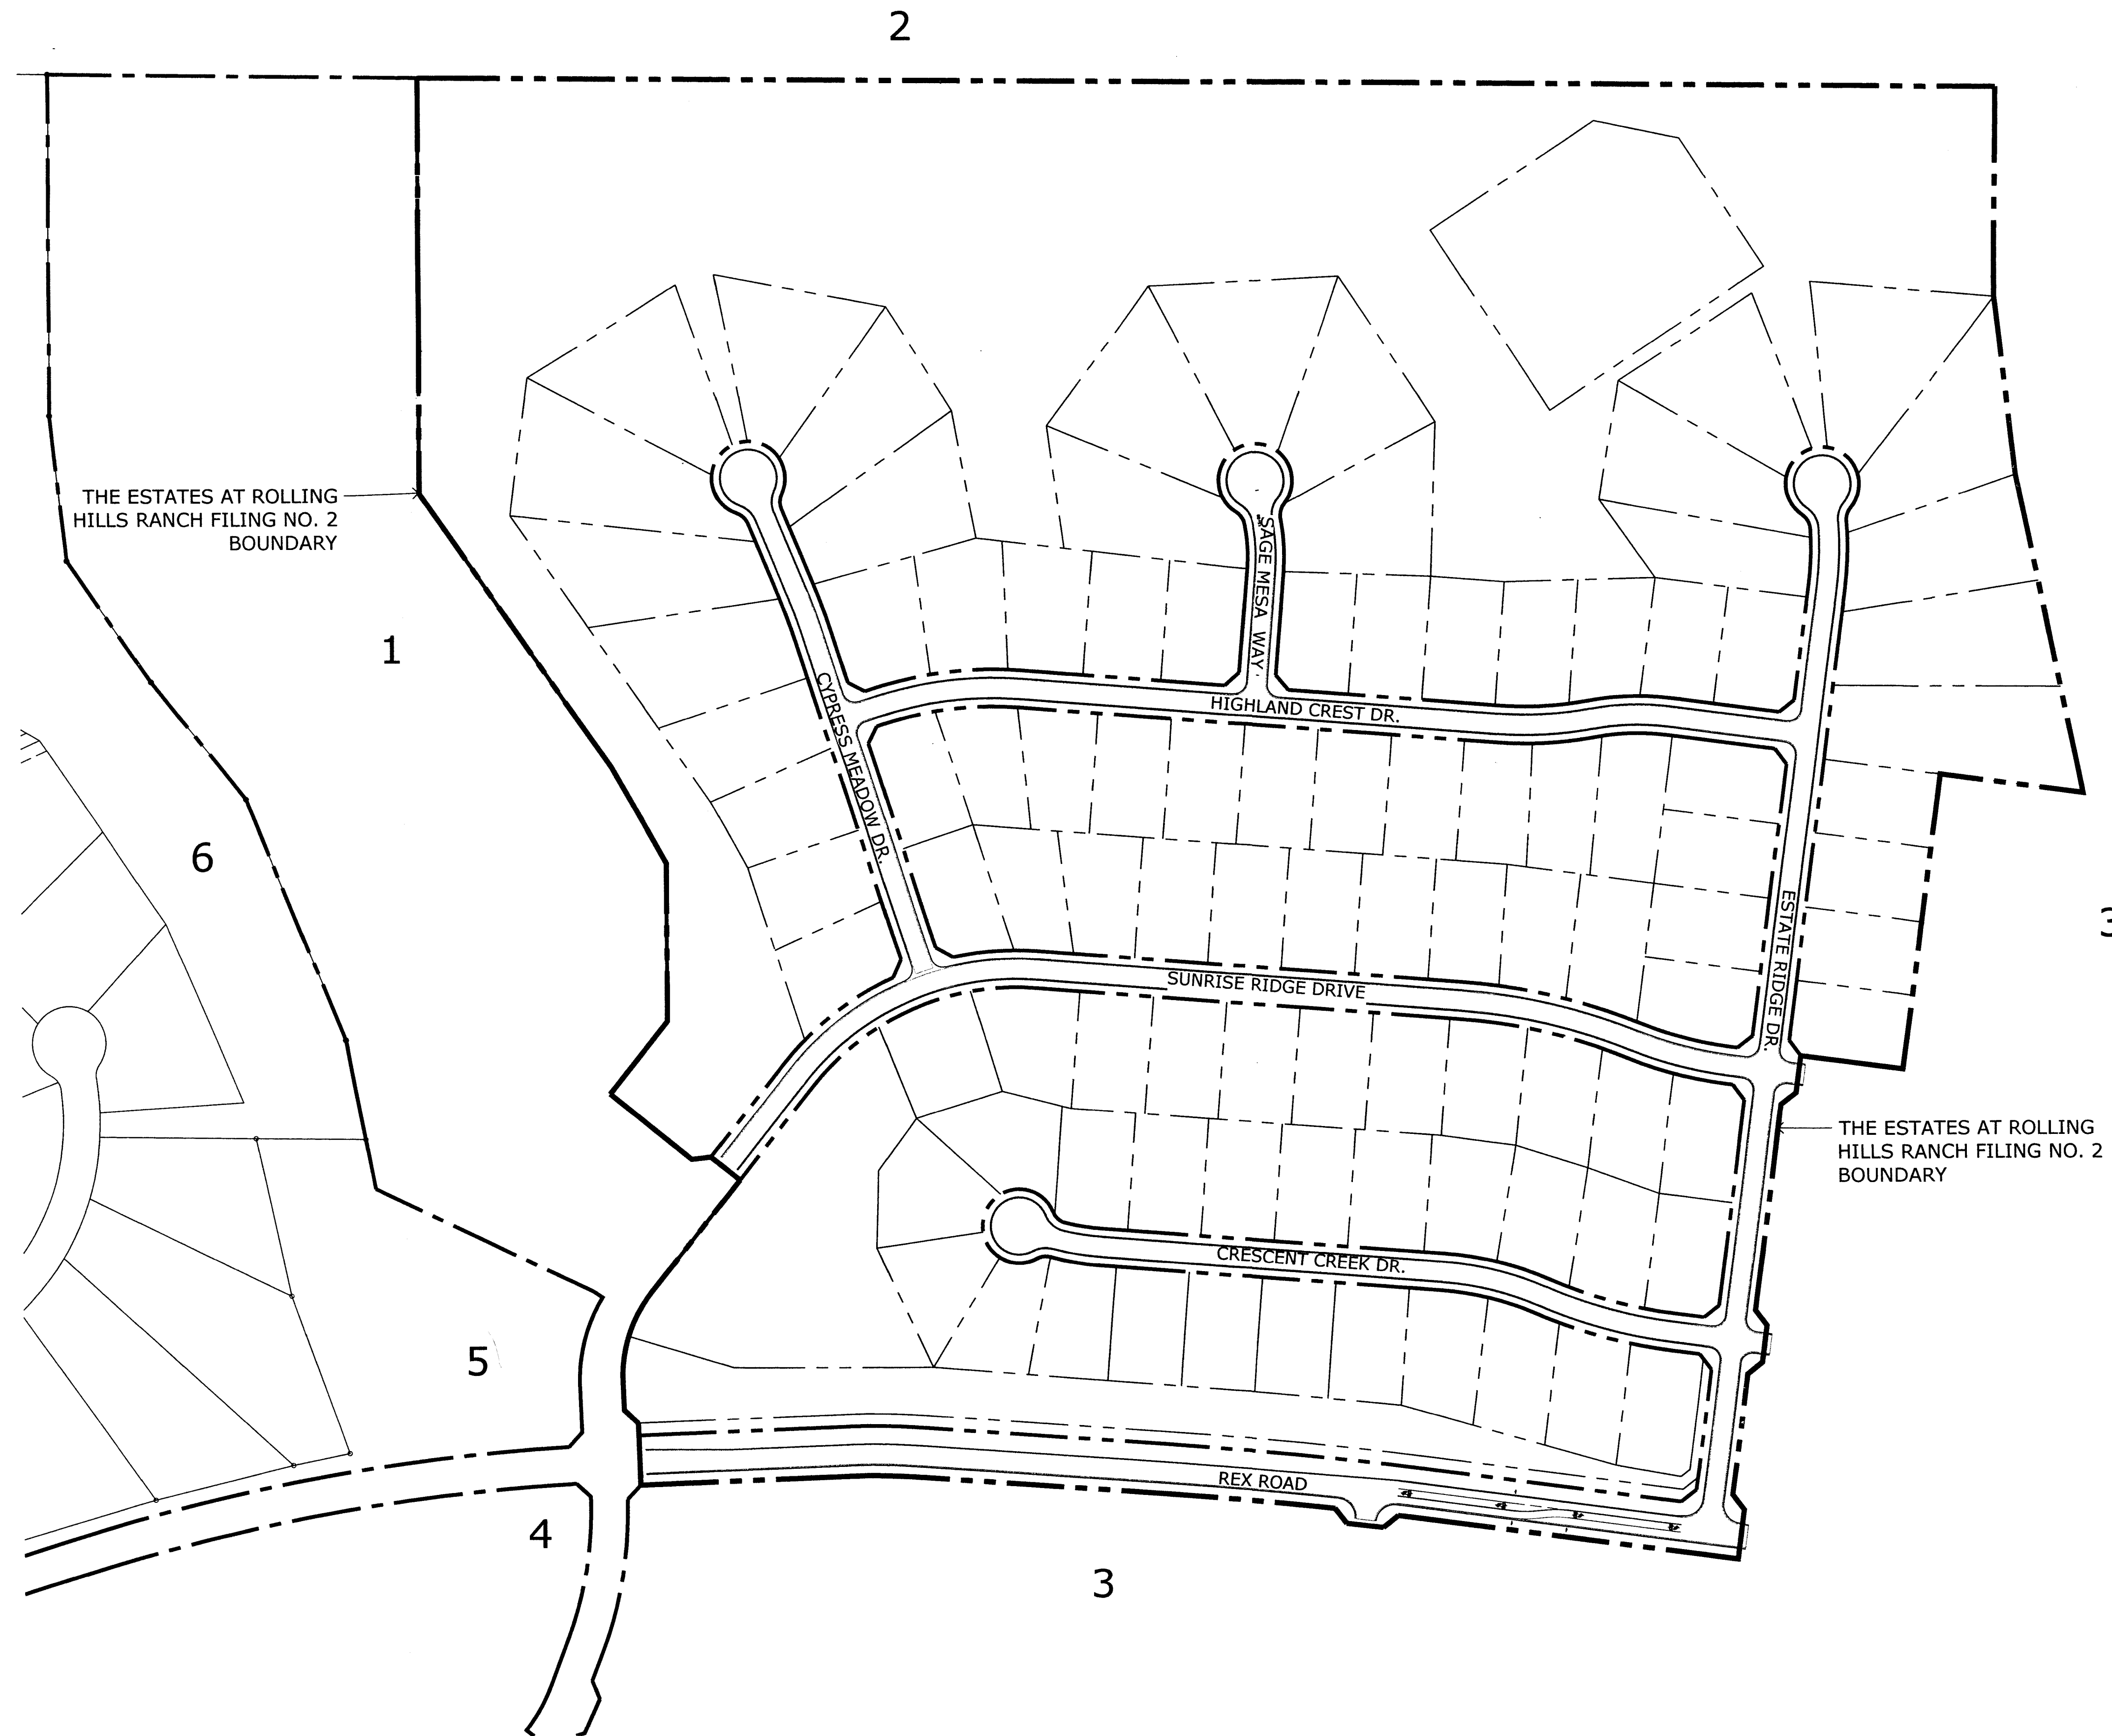 2
THE ESTATES AT ROLLING
HILLS RANCH FILING NO. 2
BOUNDARY
SAGE MESA WAY
1
CYPRESS MEADOW DR.
HIGHLAND CREST DR.
6
ESTATE RIDGE DR.
3
SUNRISE RIDGE DRIVE
THE ESTATES AT ROLLING
HILLS RANCH FILING NO. 2
BOUNDARY
CRESCENT CREEK DR.
5
REX ROAD
4
3